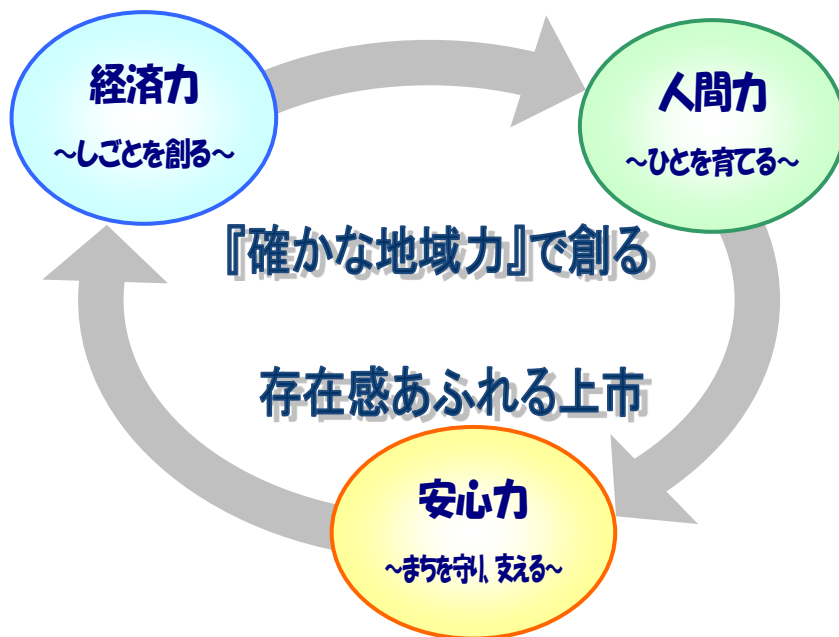 経済力
～しごとを創る～
人間力
～ひとを育てる～
『確かな地域力』で創る
存在感あふれる上市
安心力
～まちを守り、支える～